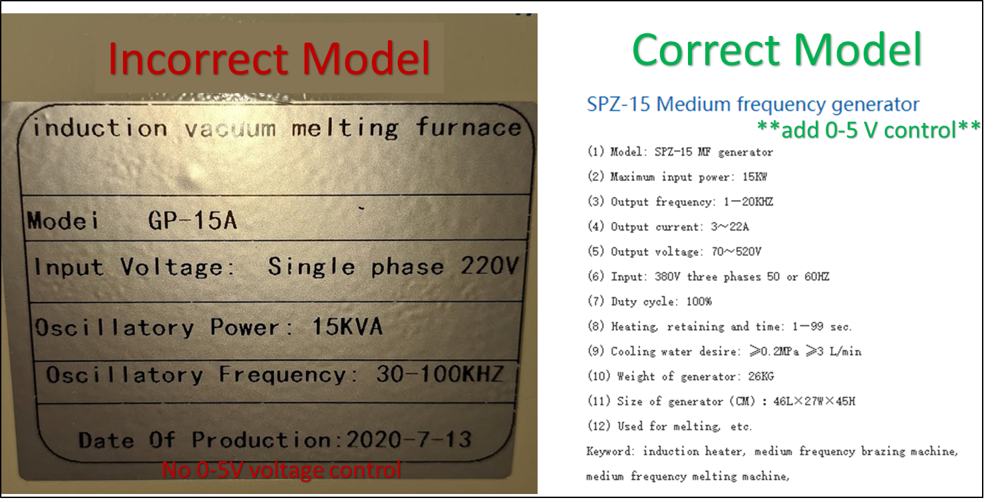 Incorrect Model
induction vacuum melting furnace
Modei GP-15A
Input Voltage: Single phase 220V
Oscillatory Power: 15KVA
Oscillatory Frequency: 30-100KHZ
Date Of Production:2020-7-13
No 0-5V voltage control
Correct Model
SPZ-15 Medium frequency generator
**add 0-5 V control**
(1) Model: SPZ-15 MF generator
(2) Maximum input power: 15KW
(3) Output frequency: 1—20KHZ
(4) Output current: 3～22A
(5) Output voltage: 70～520V
(6) Input: 380V three phases 50 or 60HZ
(7) Duty cycle: 100%
(8) Heating, retaining and time: 1—99 sec.
(9) Cooling water desire: ≥0.2MPa ≥3 L/min
(10) Weight of generator: 26KG
(11) Size of generator (CM) : 46L×27W×45H
(12) Used for melting, etc.
Keyword: induction heater, medium frequency brazing machine,
medium frequency melting machine,